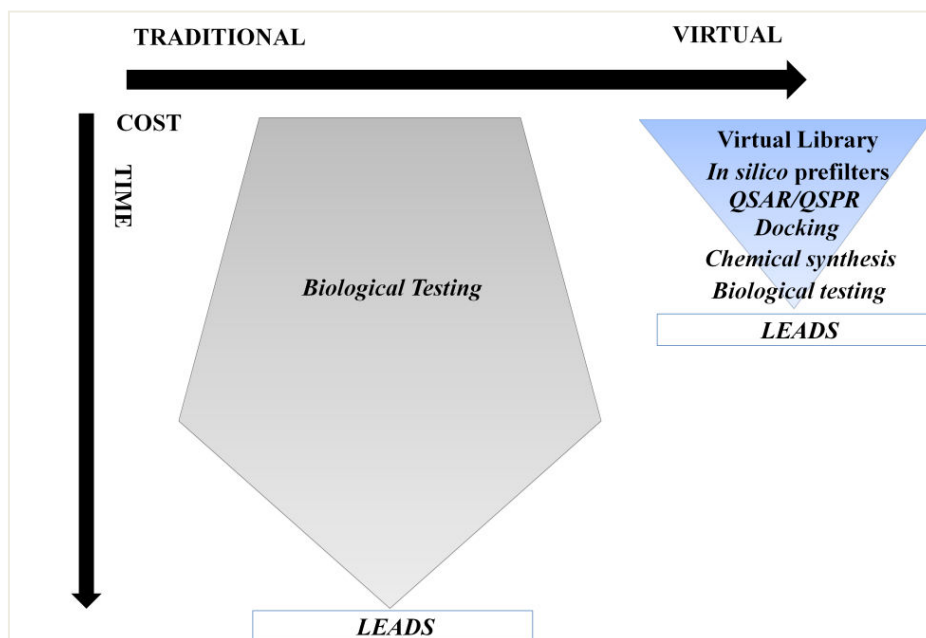 TRADITIONAL
VIRTUAL
COST
TIME
Biological Testing
LEADS
Virtual Library
In silico prefilters
QSAR/QSPR
Docking
Chemical synthesis
Biological testing
LEADS